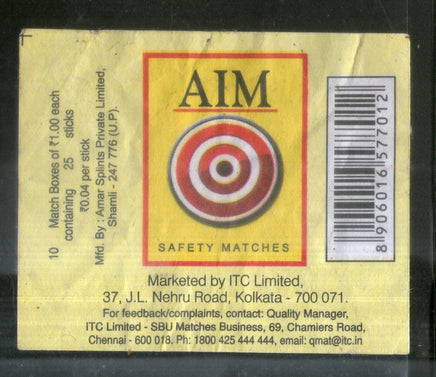 10 Match Boxes of ₹1.00 each
containing 25 sticks
₹0.04 per stick
Mfd. By : Amar Splints Private Limited,
Shamli - 247 776 (U.P).
AIM
SAFETY MATCHES
8 906016 577012
Marketed by ITC Limited,
37, J.L. Nehru Road, Kolkata - 700 071.
For feedback/complaints, contact: Quality Manager,
ITC Limited - SBU Matches Business, 69, Chamiers Road,
Chennai - 600 018. Ph: 1800 425 444 444, email: qmat@itc.in